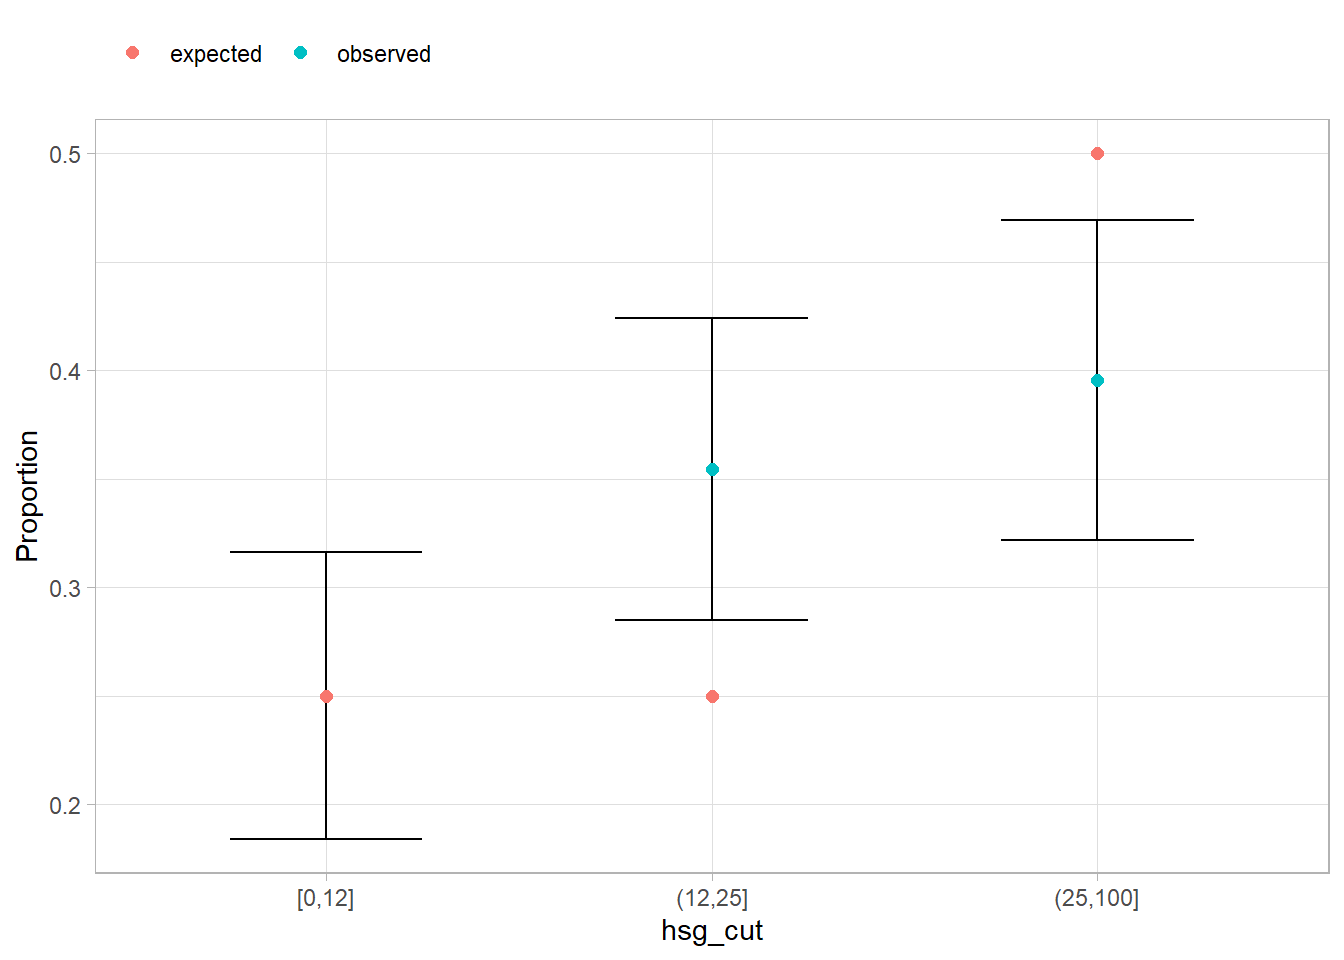 expected observed
0.5
0.4
0.3
0.2
Proportion
[0,12] (12,25] (25,100]
hsg_cut